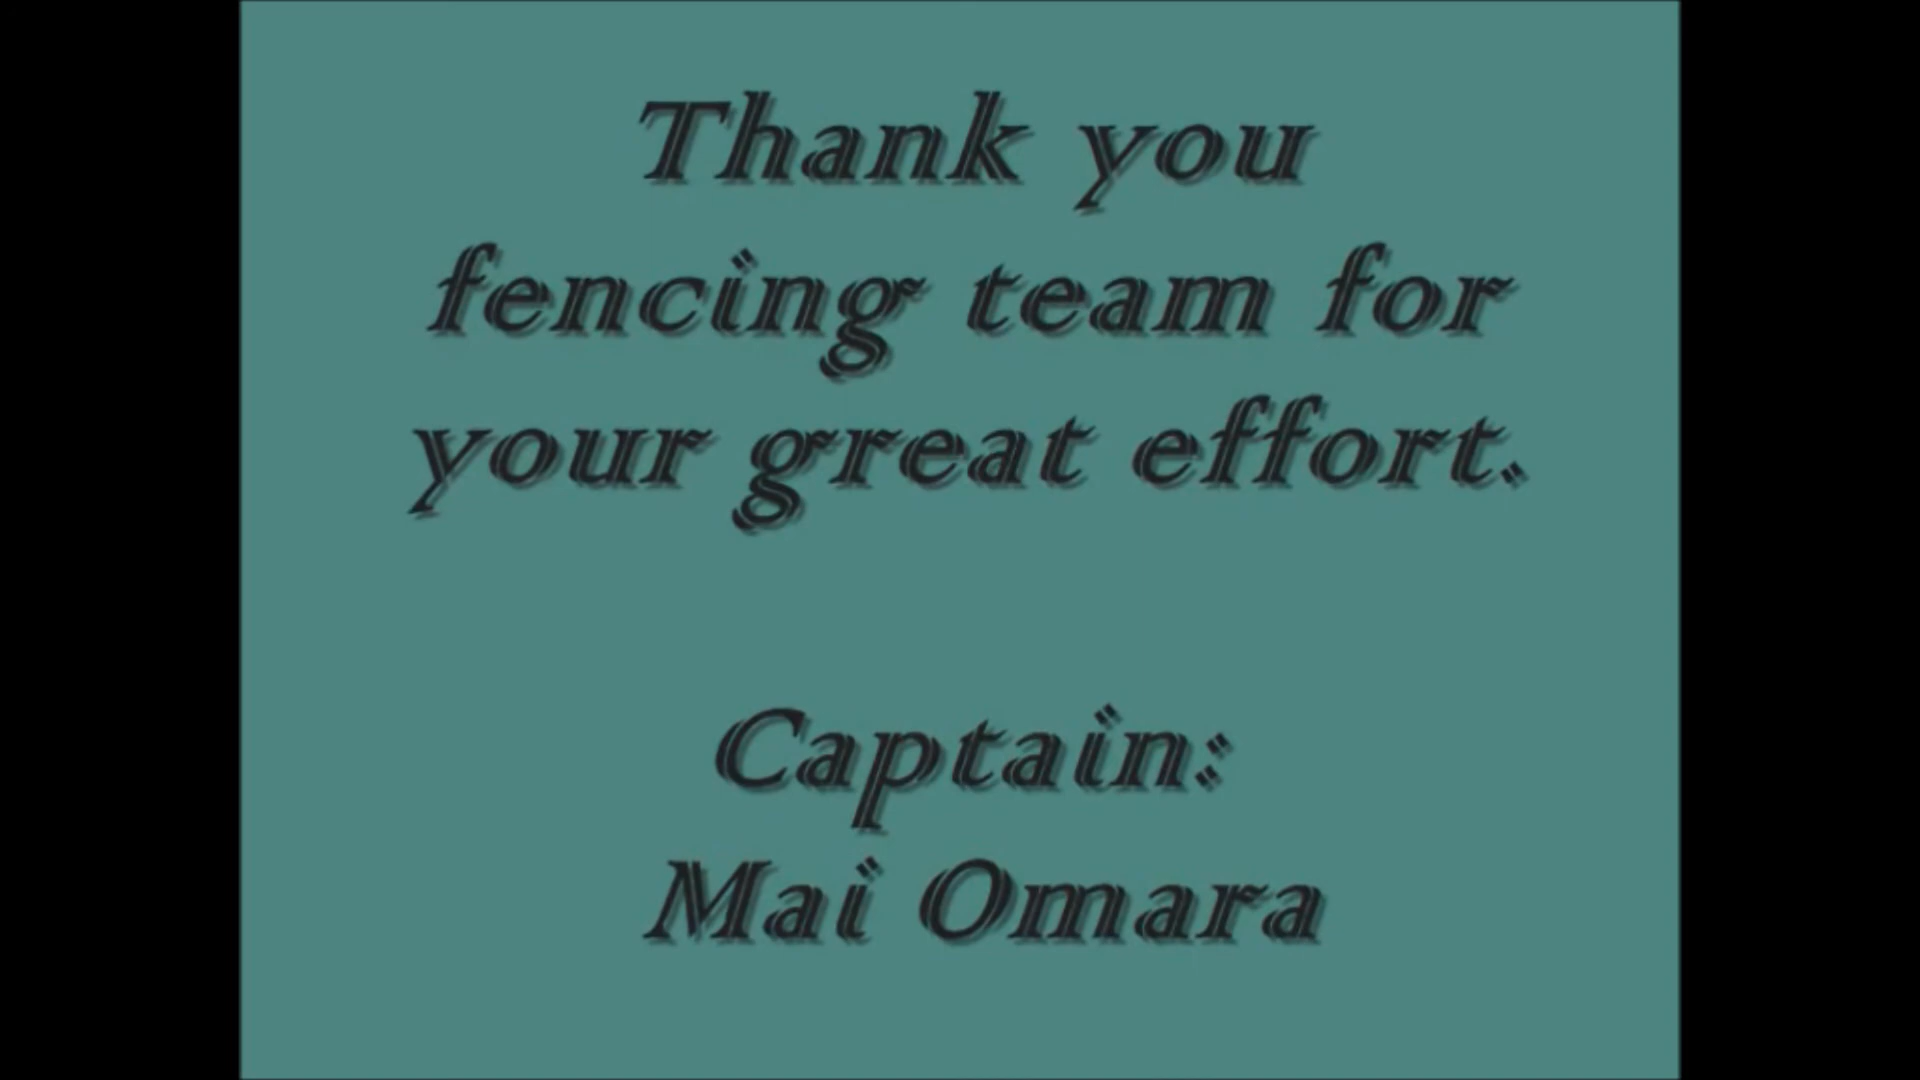 Thank you
fencing team for
your great effort.
Captain:
Mai Omara